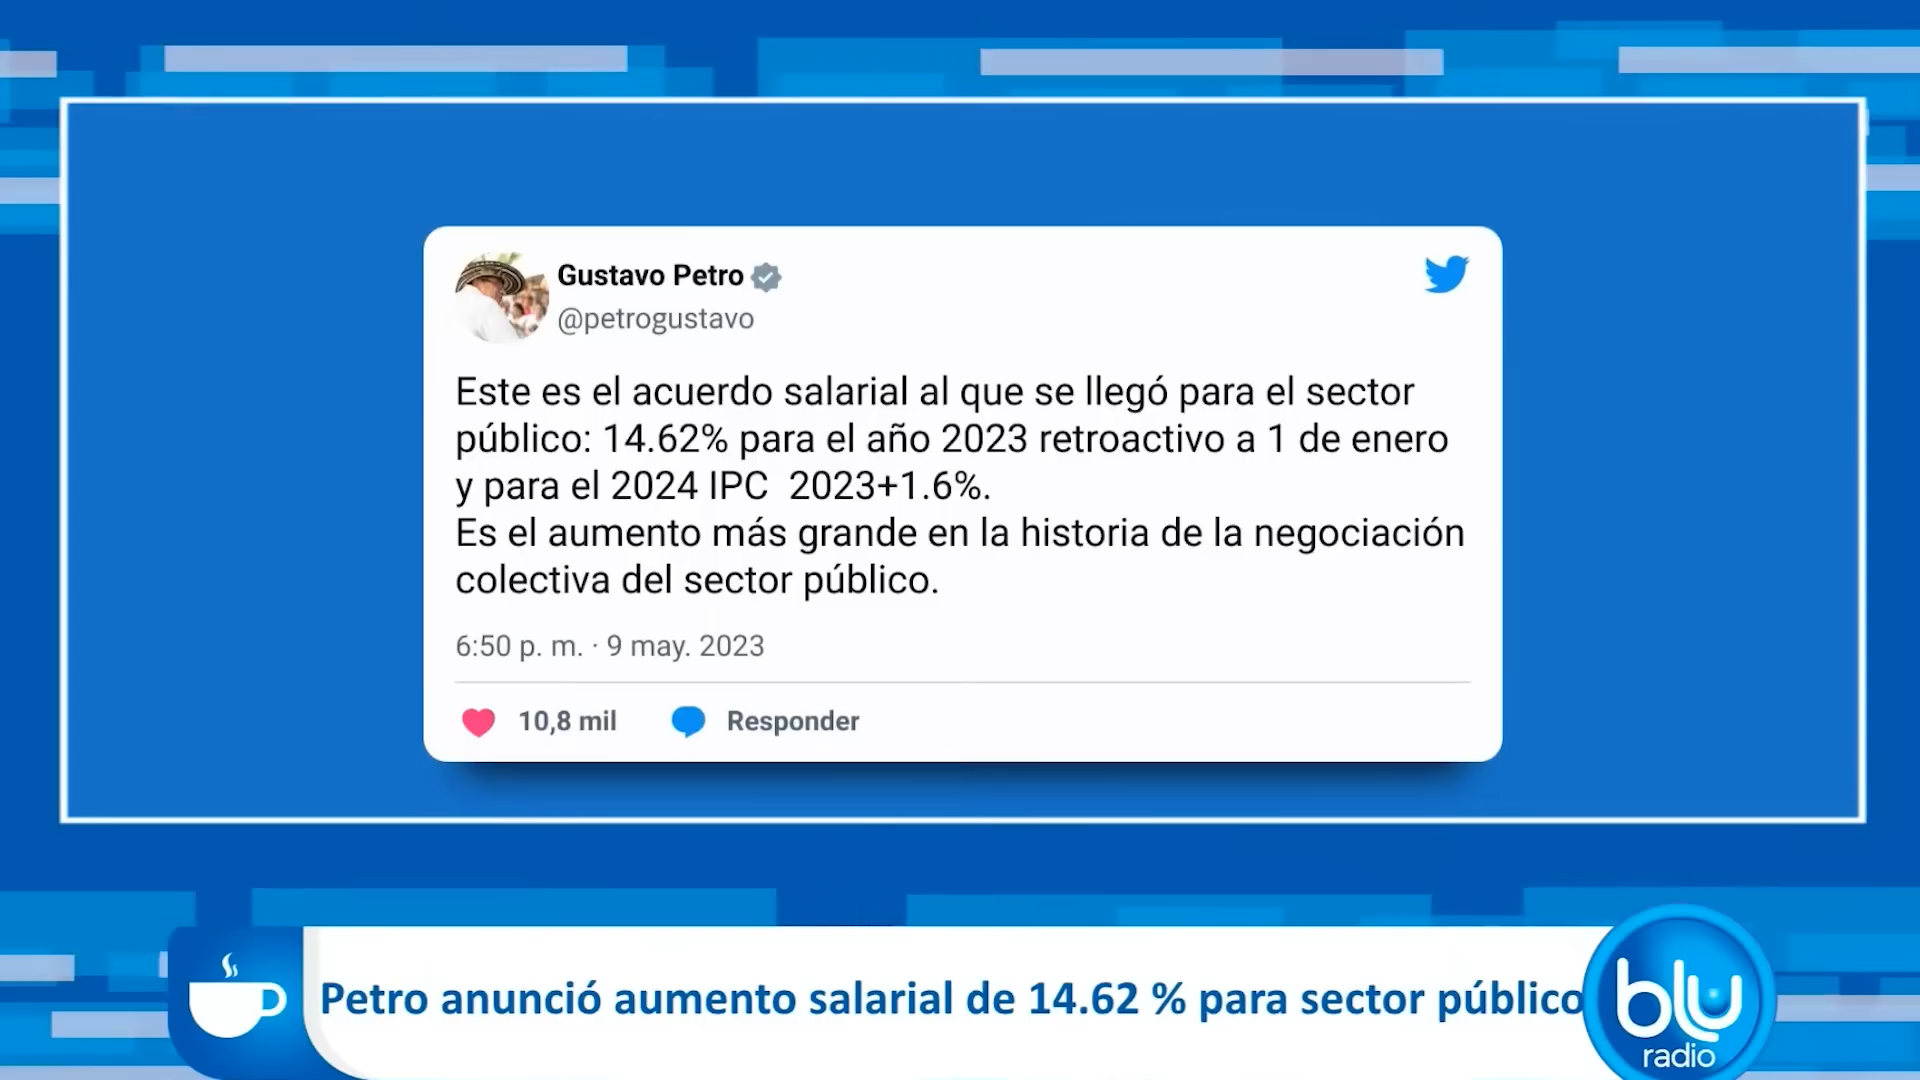 Gustavo Petro
@petrogustavo
Este es el acuerdo salarial al que se llegó para el sector
público: 14.62% para el año 2023 retroactivo a 1 de enero
y para el 2024 IPC  2023+1.6%.
Es el aumento más grande en la historia de la negociación
colectiva del sector público.
6:50 p. m. · 9 may. 2023
10,8 mil
Responder
Petro anunció aumento salarial de 14.62 % para sector público
blu
radio